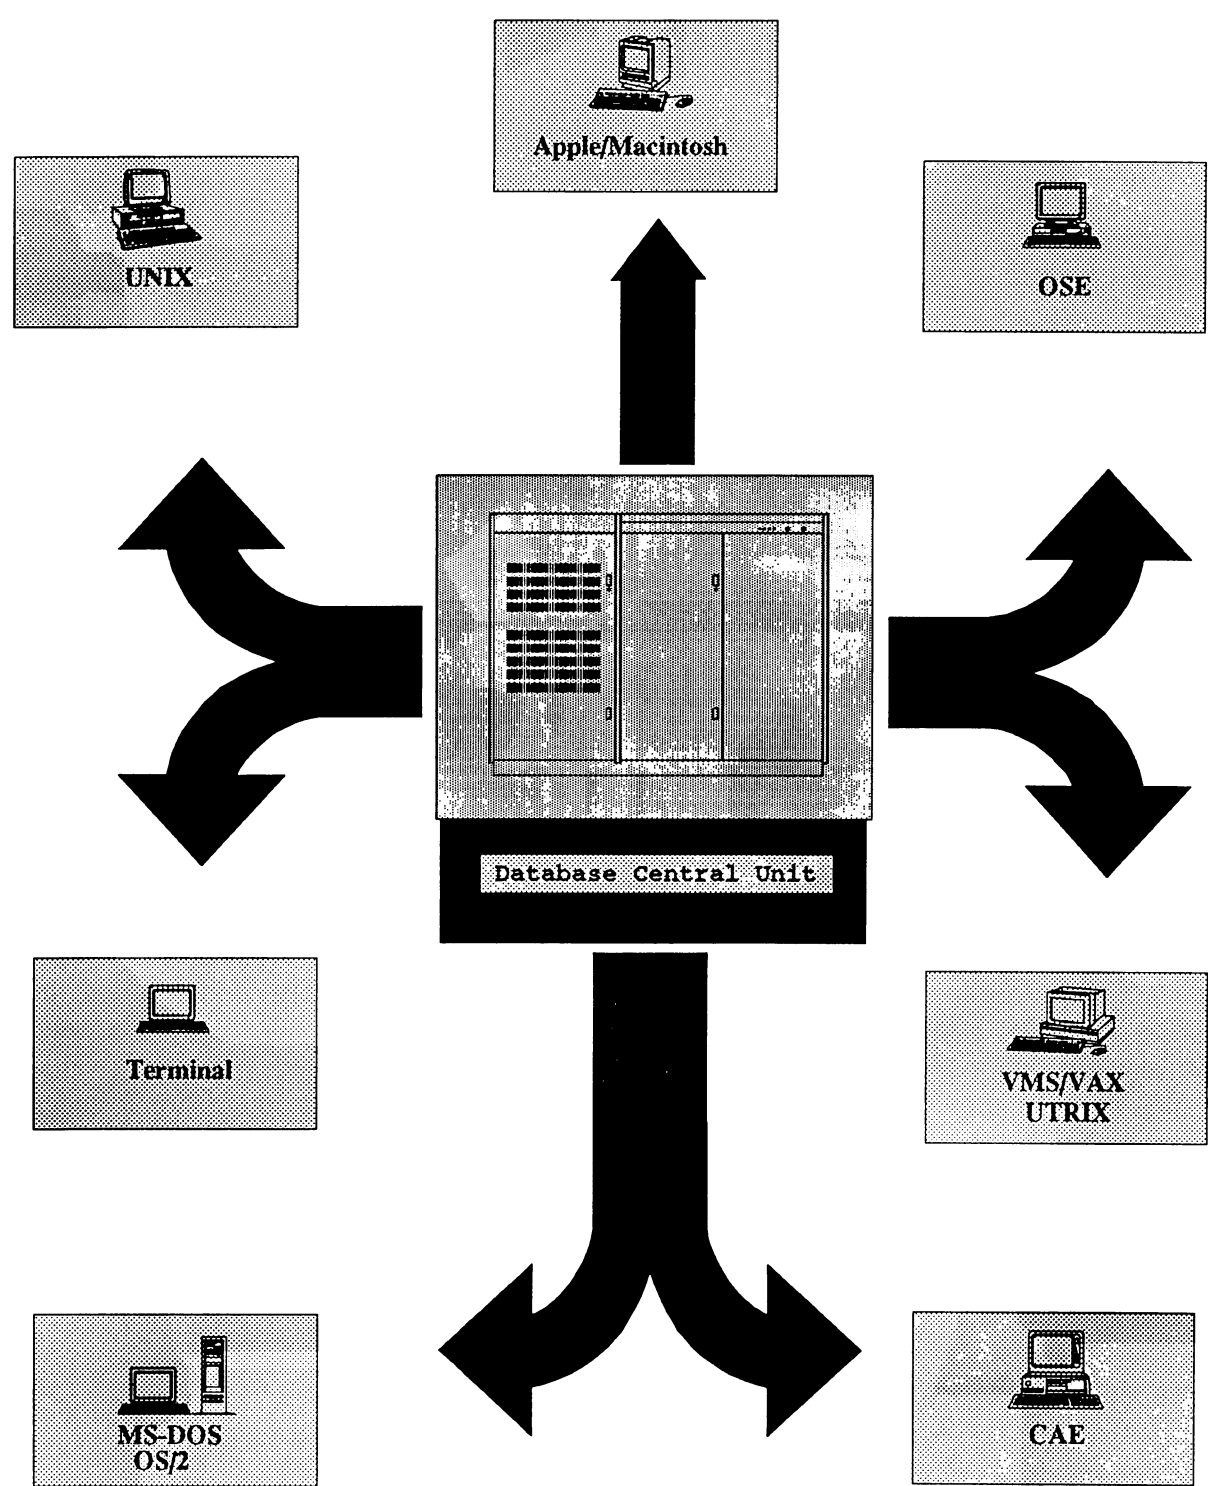 Apple/Macintosh
UNIX
OSE
Database Central Unit
Terminal
VMS/VAX
UTRIX
MS-DOS
OS/2
CAE